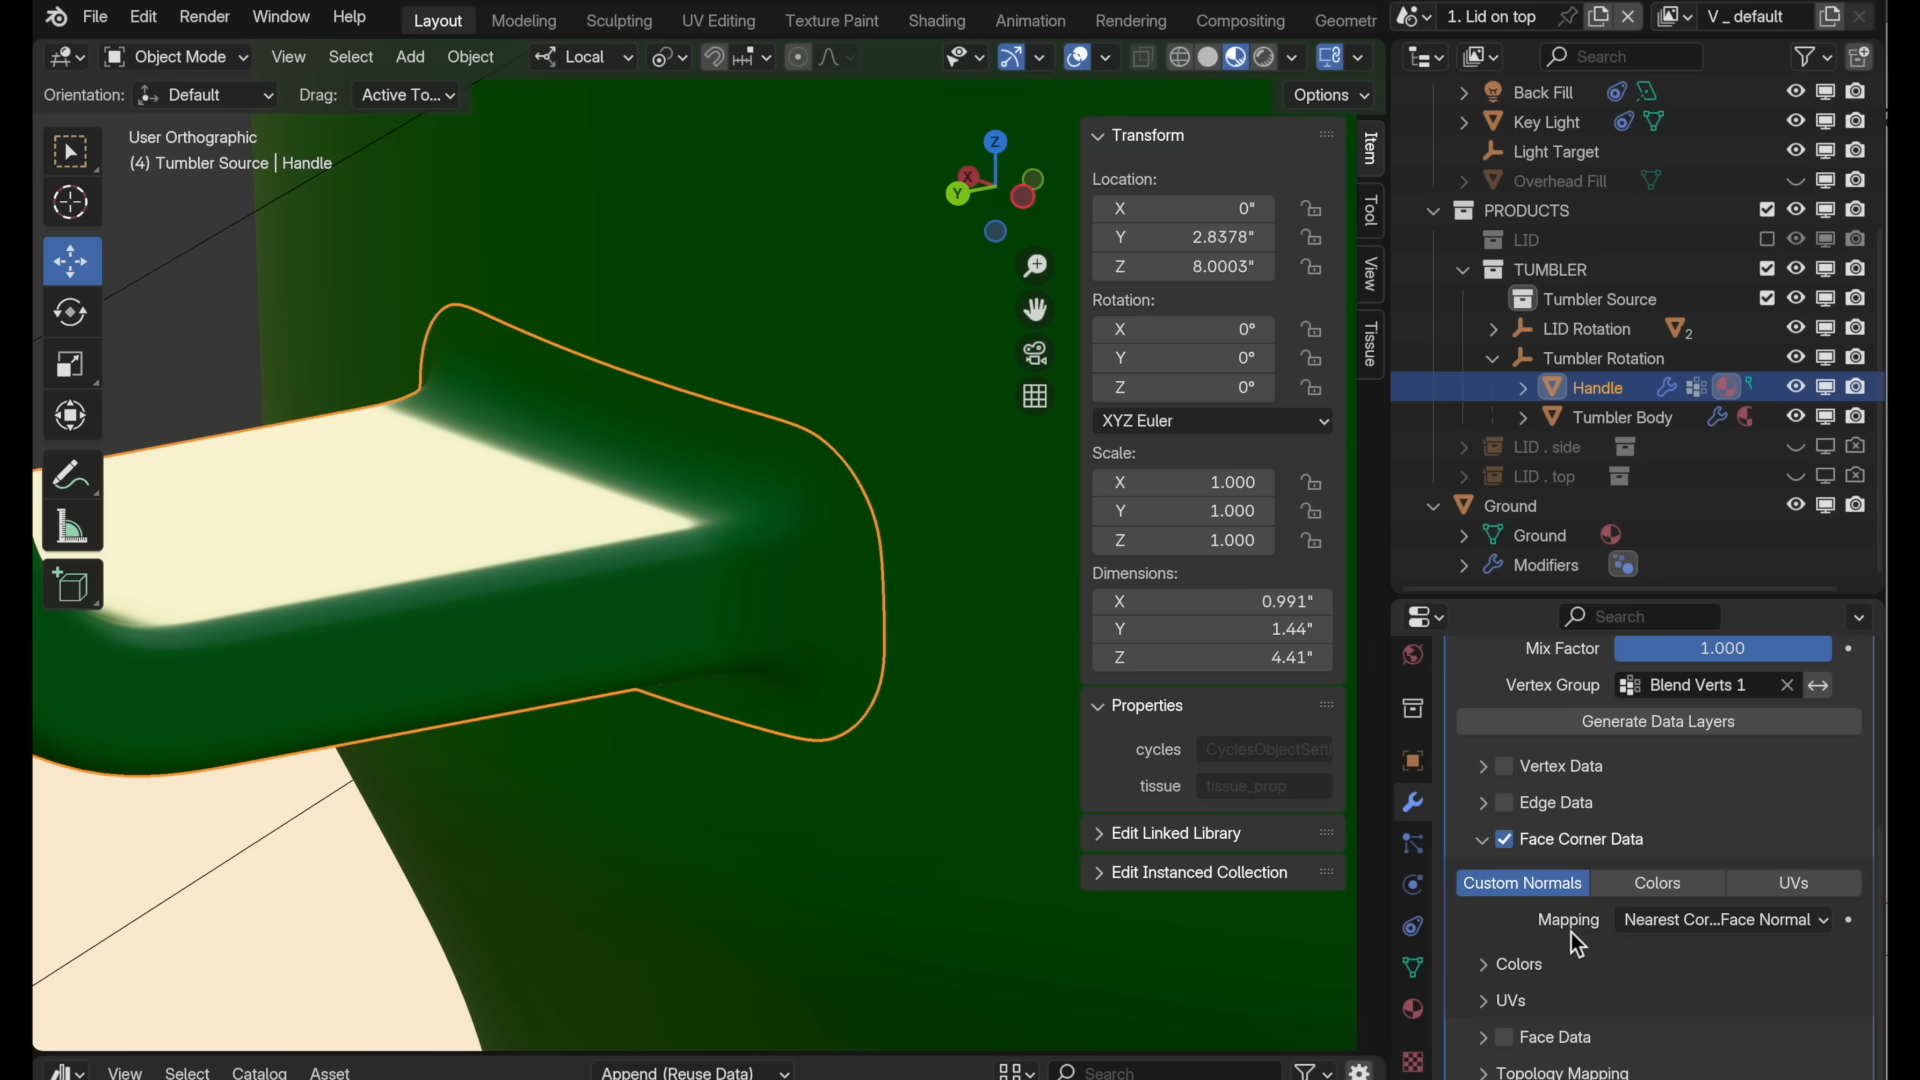 File Edit Render Window Help Layout Modeling Sculpting UV Editing Texture Paint Shading Animation Rendering Compositing Geometr 1. Lid on top V _ default
Object Mode View Select Add Object Local Search
Orientation: Default Drag: Active To... Options
User Orthographic
(4) Tumbler Source | Handle
Z
X
Y
Item
Tool
View
Tissue
Transform
Location:
X 0"
Y 2.8378"
Z 8.0003"
Rotation:
X 0°
Y 0°
Z 0°
XYZ Euler
Scale:
X 1.000
Y 1.000
Z 1.000
Dimensions:
X 0.991"
Y 1.44"
Z 4.41"
Properties
cycles CyclesObjectSetti
tissue tissue_prop
Edit Linked Library
Edit Instanced Collection
Back Fill
Key Light
Light Target
Overhead Fill
PRODUCTS
LID
TUMBLER
Tumbler Source
LID Rotation 2
Tumbler Rotation
Handle
Tumbler Body
LID . side
LID . top
Ground
Ground
Modifiers
Search
Mix Factor 1.000
Vertex Group Blend Verts 1
Generate Data Layers
Vertex Data
Edge Data
Face Corner Data
Custom Normals Colors UVs
Mapping Nearest Cor...Face Normal
Colors
UVs
Face Data
Topology Mapping
View Select Catalog Asset Append (Reuse Data) Search